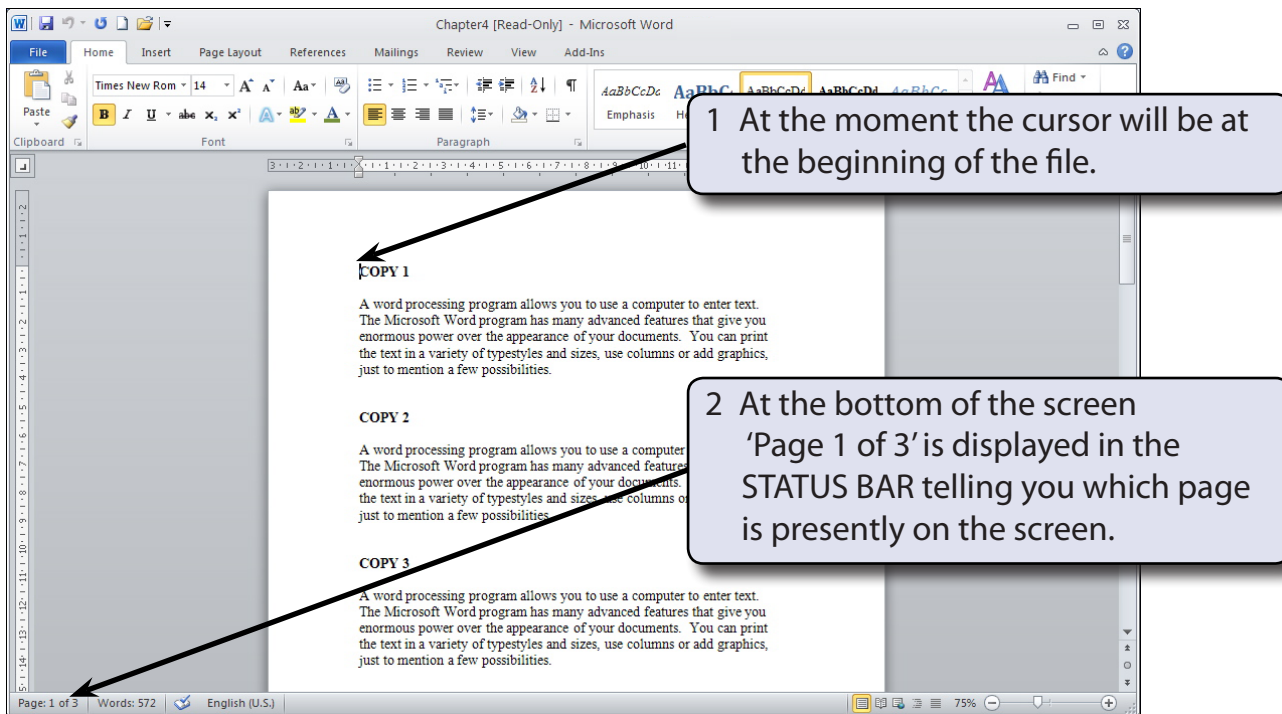 Chapter4 [Read-Only] - Microsoft Word
File Home Insert Page Layout References Mailings Review View Add-Ins
Times New Rom 14 Aa Find
Paste B I U abe x₂ x² A ab A AaBbCcDc AaBbC AaBbCcDd AaBbCcDd AaBbCc
Emphasis
Clipboard Font Paragraph
1 At the moment the cursor will be at
the beginning of the file.
COPY 1
A word processing program allows you to use a computer to enter text.
The Microsoft Word program has many advanced features that give you
enormous power over the appearance of your documents. You can print
the text in a variety of typestyles and sizes, use columns or add graphics,
just to mention a few possibilities.
2 At the bottom of the screen
'Page 1 of 3' is displayed in the
STATUS BAR telling you which page
is presently on the screen.
COPY 2
A word processing program allows you to use a computer
The Microsoft Word program has many advanced features
enormous power over the appearance of your documents.
the text in a variety of typestyles and sizes, use columns or
just to mention a few possibilities.
COPY 3
A word processing program allows you to use a computer to enter text.
The Microsoft Word program has many advanced features that give you
enormous power over the appearance of your documents. You can print
the text in a variety of typestyles and sizes, use columns or add graphics,
just to mention a few possibilities.
Page: 1 of 3 Words: 572 English (U.S.) 75%